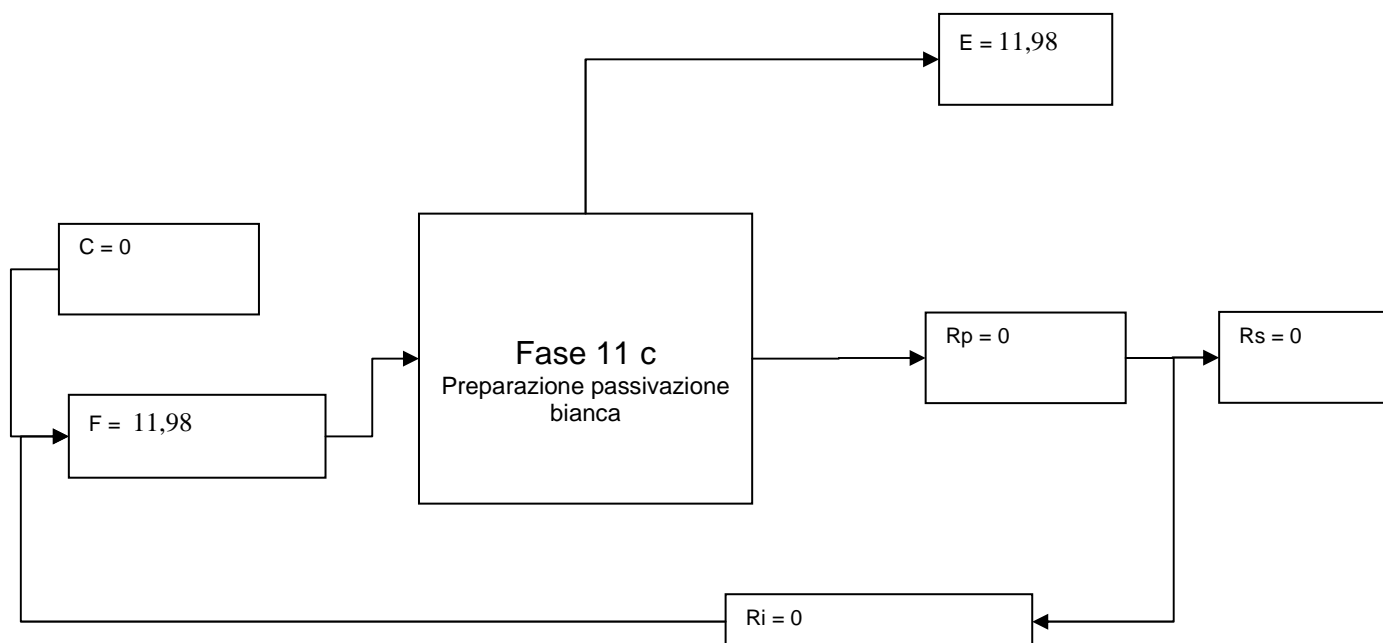 E = 11,98
C = 0
Fase 11 c
Preparazione passivazione
bianca
Rp = 0
Rs = 0
F = 11,98
Ri = 0